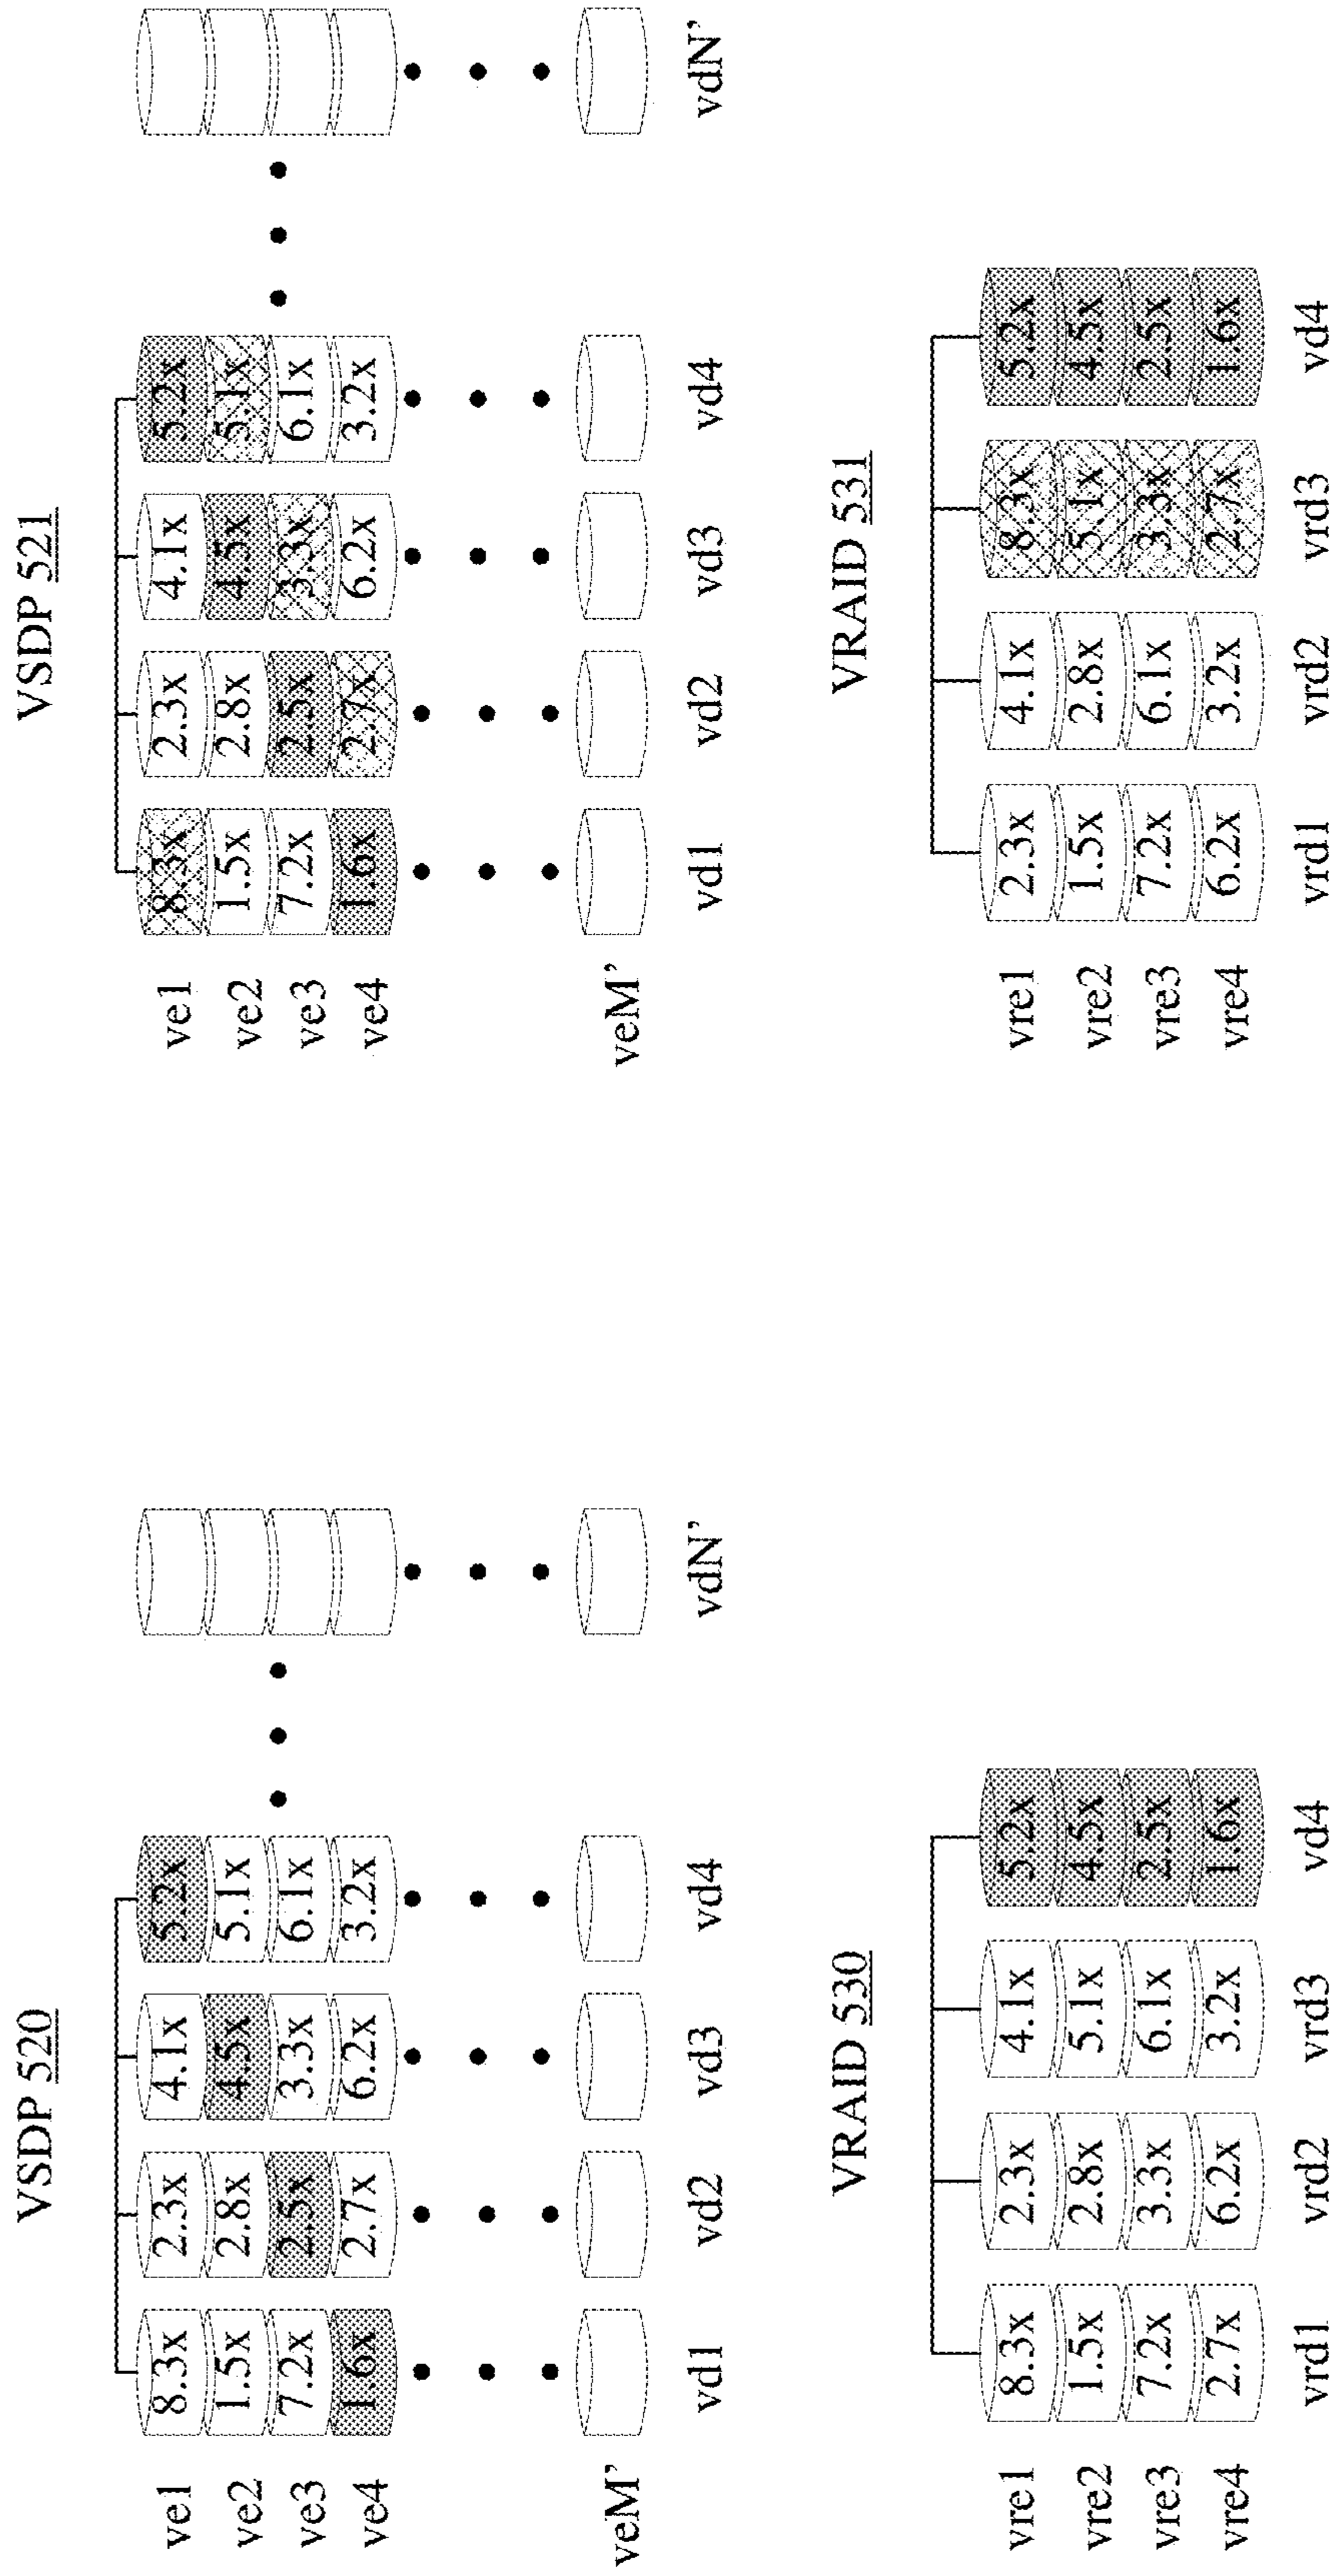 VSDP 520
ve1 8.3x 2.3x 4.1x 5.2x
ve2 1.5x 2.8x 4.5x 5.1x
ve3 7.2x 2.5x 3.3x 6.1x
ve4 1.6x 2.7x 6.2x 3.2x
veM’
vd1 vd2 vd3 vd4 vdN’
VSDP 521
ve1 8.3x 2.3x 4.1x 5.2x
ve2 1.5x 2.8x 4.5x 5.1x
ve3 7.2x 2.5x 3.3x 6.1x
ve4 1.6x 2.7x 6.2x 3.2x
veM’
vd1 vd2 vd3 vd4 vdN’
VRAID 530
vre1 8.3x 2.3x 4.1x 5.2x
vre2 1.5x 2.8x 5.1x 4.5x
vre3 7.2x 3.3x 6.1x 2.5x
vre4 2.7x 6.2x 3.2x 1.6x
vrd1 vrd2 vrd3 vd4
VRAID 531
vre1 2.3x 4.1x 8.3x 5.2x
vre2 1.5x 2.8x 5.1x 4.5x
vre3 7.2x 6.1x 3.3x 2.5x
vre4 6.2x 3.2x 2.7x 1.6x
vrd1 vrd2 vrd3 vd4